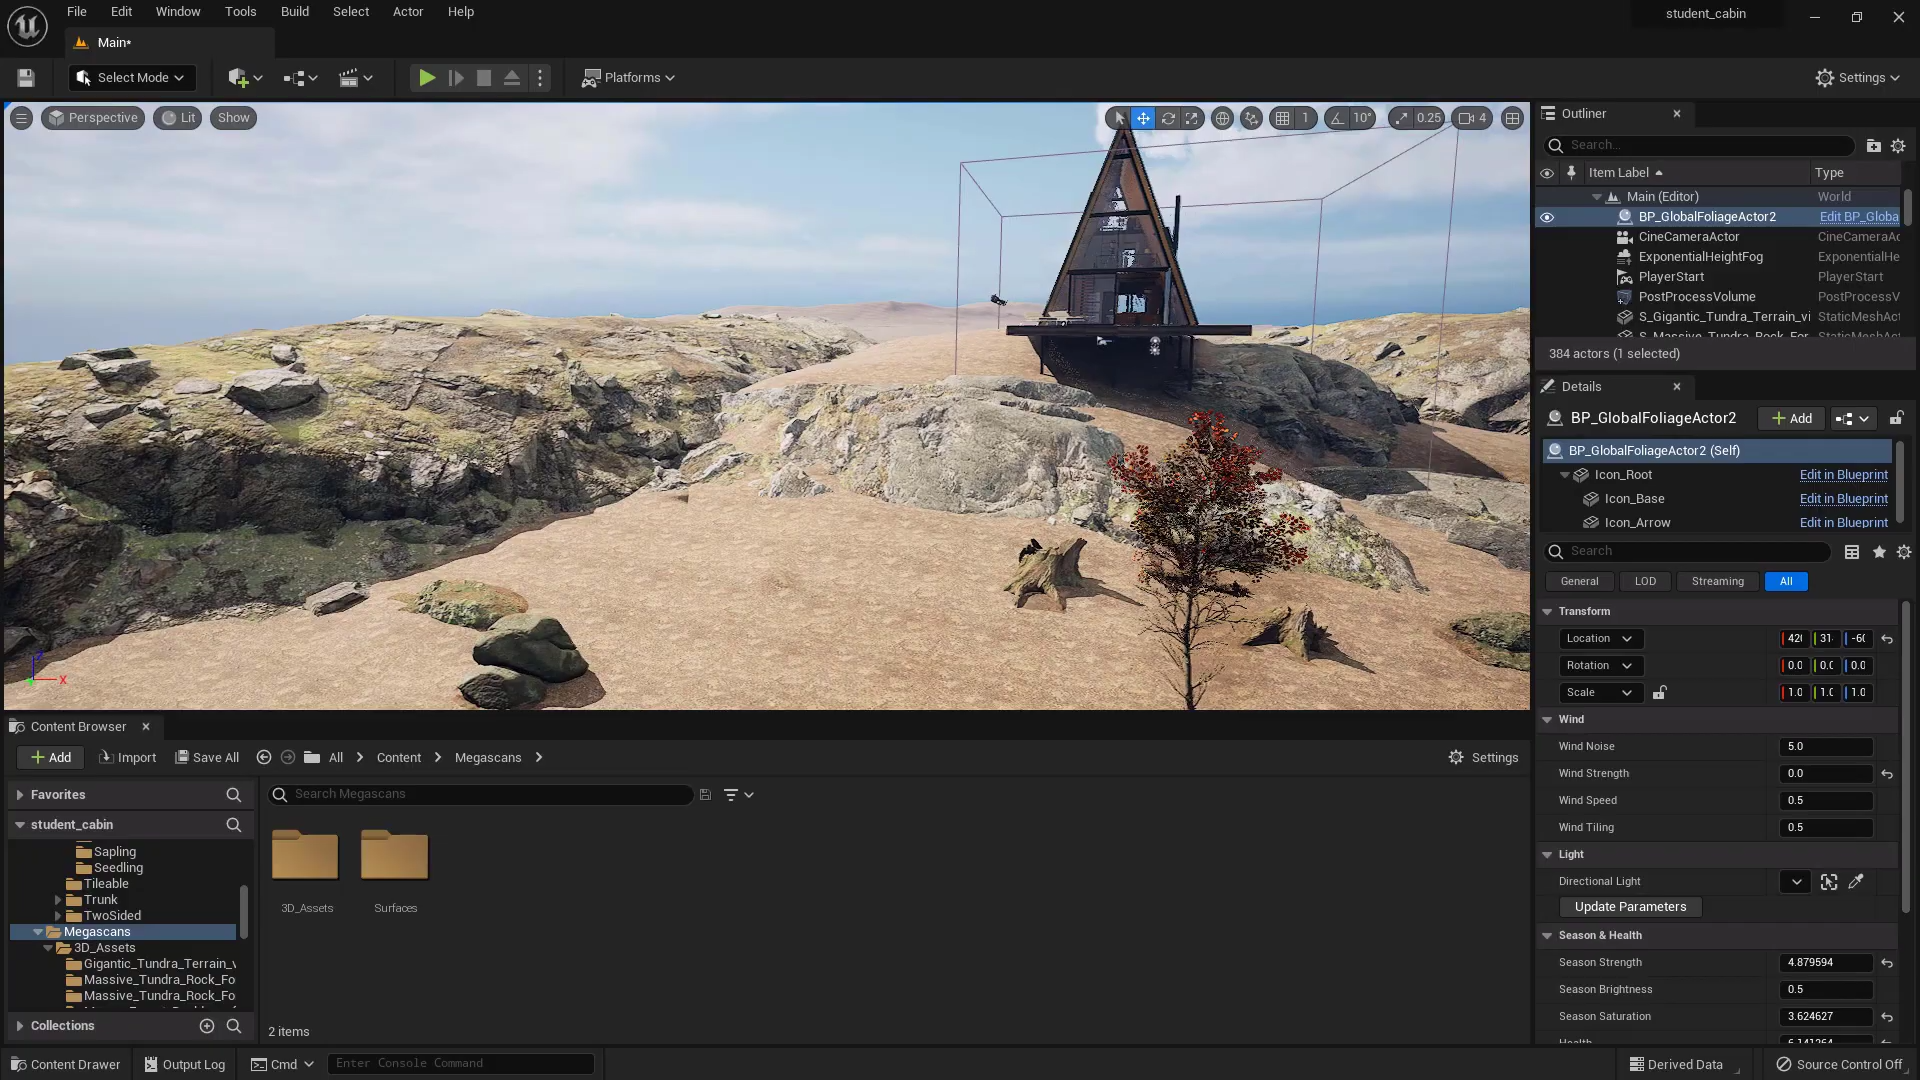 File Edit Window Tools Build Select Actor Help
student_cabin
Main*
Select Mode
Platforms
Settings
Perspective Lit Show
1 10° 0.25 4
Outliner
Search...
Item Label Type
Main (Editor) World
BP_GlobalFoliageActor2 Edit BP_Globa
CineCameraActor CineCameraAc
ExponentialHeightFog ExponentialHe
PlayerStart PlayerStart
PostProcessVolume PostProcessV
S_Gigantic_Tundra_Terrain_vi StaticMeshAct
S_Massive_Tundra_Rock_For StaticMeshAct
384 actors (1 selected)
Details
BP_GlobalFoliageActor2 Add
BP_GlobalFoliageActor2 (Self)
Icon_Root Edit in Blueprint
Icon_Base Edit in Blueprint
Icon_Arrow Edit in Blueprint
Search
General LOD Streaming All
Transform
Location 420 31 -60
Rotation 0.0 0.0 0.0
Scale 1.0 1.0 1.0
Wind
Wind Noise 5.0
Wind Strength 0.0
Wind Speed 0.5
Wind Tiling 0.5
Light
Directional Light
Update Parameters
Season & Health
Season Strength 4.879594
Season Brightness 0.5
Season Saturation 3.624627
X
Content Browser
Add Import Save All All Content Megascans Settings
Favorites
student_cabin
Sapling
Seedling
Tileable
Trunk
TwoSided
Megascans
3D_Assets
Gigantic_Tundra_Terrain_v
Massive_Tundra_Rock_Fo
Massive_Tundra_Rock_Fo
Collections
Search Megascans
3D_Assets
Surfaces
2 items
Content Drawer Output Log Cmd Enter Console Command
Derived Data Source Control Off